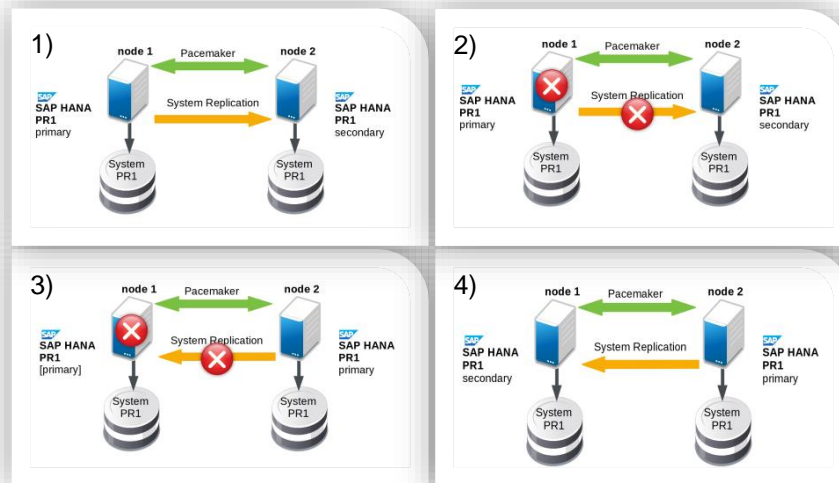 1)
node 1
Pacemaker
node 2
SAP
SAP HANA
PR1
primary
System Replication
SAP
SAP HANA
PR1
secondary
System
PR1
System
PR1
2)
node 1
Pacemaker
node 2
SAP
SAP HANA
PR1
primary
System Replication
SAP
SAP HANA
PR1
secondary
System
PR1
System
PR1
3)
node 1
Pacemaker
node 2
SAP
SAP HANA
PR1
[primary]
System Replication
SAP
SAP HANA
PR1
primary
System
PR1
System
PR1
4)
node 1
Pacemaker
node 2
SAP
SAP HANA
PR1
secondary
System Replication
SAP
SAP HANA
PR1
primary
System
PR1
System
PR1